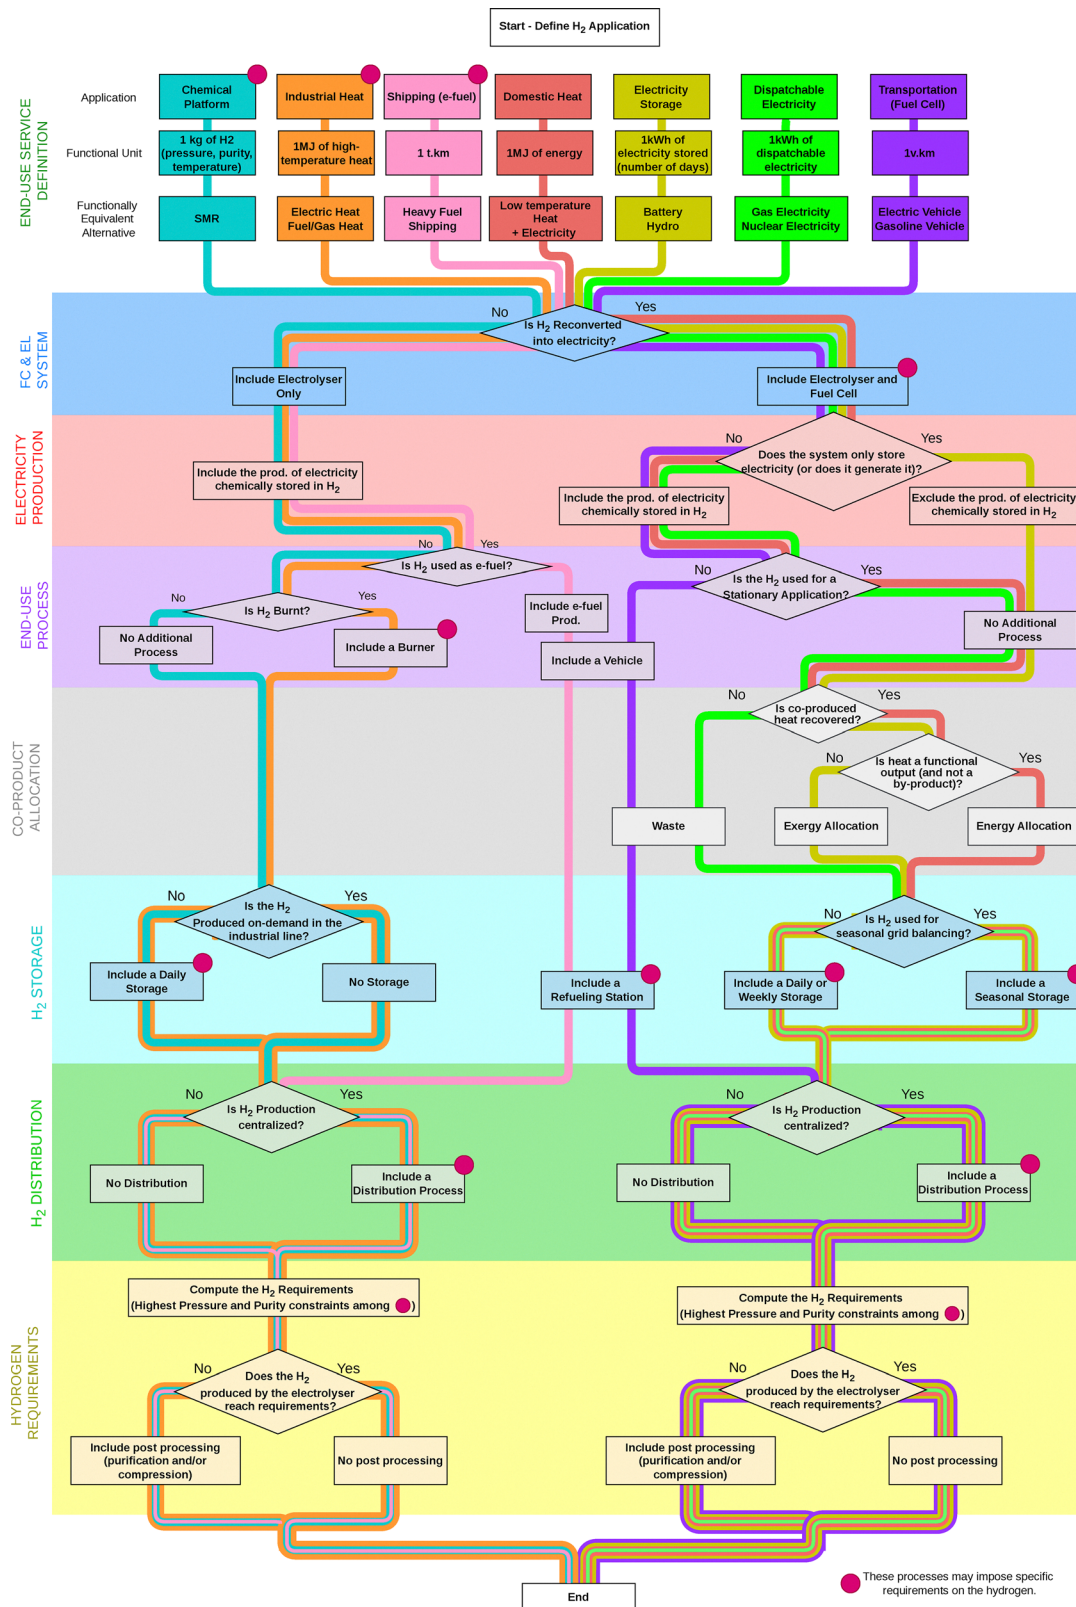 Start - Define H2 Application
END-USE SERVICE
DEFINITION
Application
Chemical
Platform
Industrial Heat
Shipping (e-fuel)
Domestic Heat
Electricity
Storage
Dispatchable
Electricity
Transportation
(Fuel Cell)
Functional Unit
1 kg of H2
(pressure, purity,
temperature)
1MJ of high-
temperature heat
1 t.km
1MJ of energy
1kWh of
electricity stored
(number of days)
1kWh of
dispatchable
electricity
1v.km
Functionally
Equivalent
Alternative
SMR
Electric Heat
Fuel/Gas Heat
Heavy Fuel
Shipping
Low temperature
Heat
+ Electricity
Battery
Hydro
Gas Electricity
Nuclear Electricity
Electric Vehicle
Gasoline Vehicle
FC & EL
SYSTEM
No
Yes
Is H2 Reconverted
into electricity?
Include Electrolyser
Only
Include Electrolyser and
Fuel Cell
ELECTRICITY
PRODUCTION
No
Yes
Does the system only store
electricity (or does it generate it)?
Include the prod. of electricity
chemically stored in H2
Include the prod. of electricity
chemically stored in H2
Exclude the prod. of electricity
chemically stored in H2
END-USE
PROCESS
No
Yes
Is H2 used as e-fuel?
No
Yes
Is the H2 used for a
Stationary Application?
No
Yes
Is H2 Burnt?
Include e-fuel
Prod.
No Additional
Process
Include a Burner
Include a Vehicle
No Additional
Process
CO-PRODUCT
ALLOCATION
No
Yes
Is co-produced
heat recovered?
No
Yes
Is heat a functional
output (and not a
by-product)?
Waste
Exergy Allocation
Energy Allocation
H2 STORAGE
No
Yes
Is the H2
Produced on-demand in the
industrial line?
No
Yes
Is H2 used for
seasonal grid balancing?
Include a Daily
Storage
No Storage
Include a
Refueling Station
Include a Daily or
Weekly Storage
Include a
Seasonal Storage
H2 DISTRIBUTION
No
Yes
Is H2 Production
centralized?
No
Yes
Is H2 Production
centralized?
No Distribution
Include a
Distribution Process
No Distribution
Include a
Distribution Process
HYDROGEN
REQUIREMENTS
Compute the H2 Requirements
(Highest Pressure and Purity constraints among )
Compute the H2 Requirements
(Highest Pressure and Purity constraints among )
No
Yes
Does the H2
produced by the electrolyser
reach requirements?
No
Yes
Does the H2
produced by the electrolyser
reach requirements?
Include post processing
(purification and/or
compression)
No post processing
Include post processing
(purification and/or
compression)
No post processing
These processes may impose specific
requirements on the hydrogen.
End